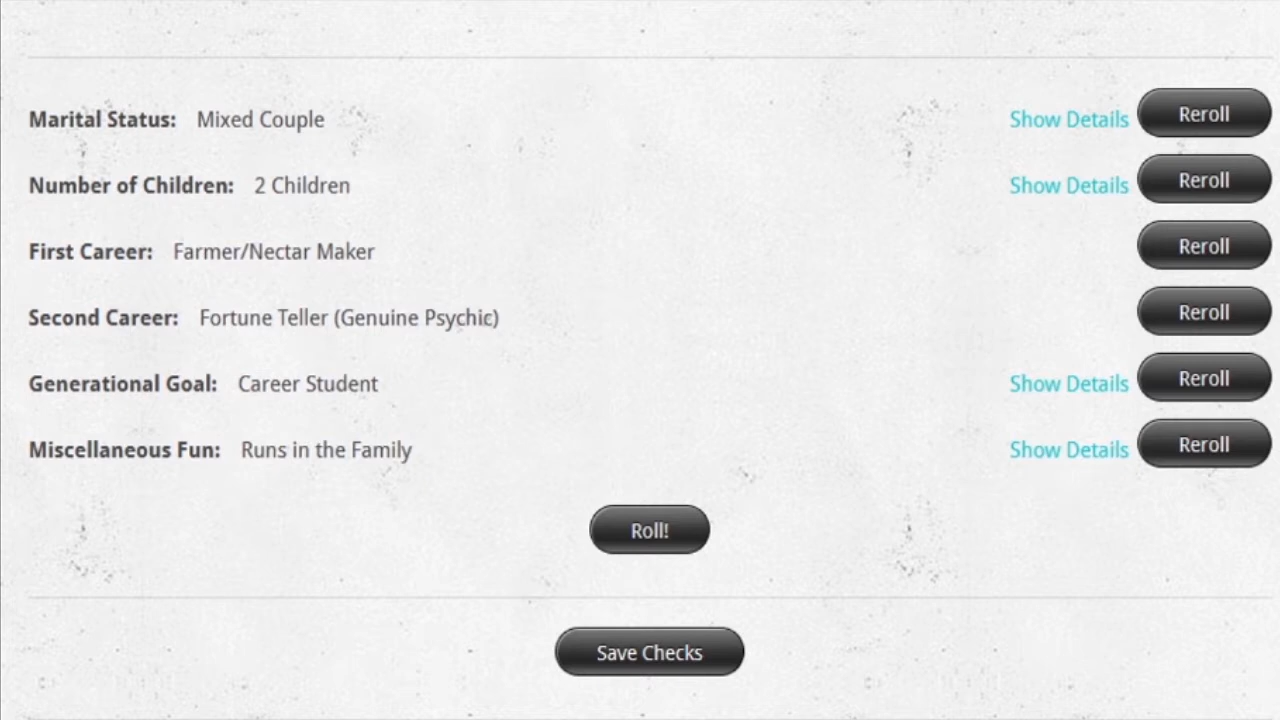 Marital Status: Mixed Couple Show Details Reroll
Number of Children: 2 Children Show Details Reroll
First Career: Farmer/Nectar Maker Reroll
Second Career: Fortune Teller (Genuine Psychic) Reroll
Generational Goal: Career Student Show Details Reroll
Miscellaneous Fun: Runs in the Family Show Details Reroll
Roll!
Save Checks